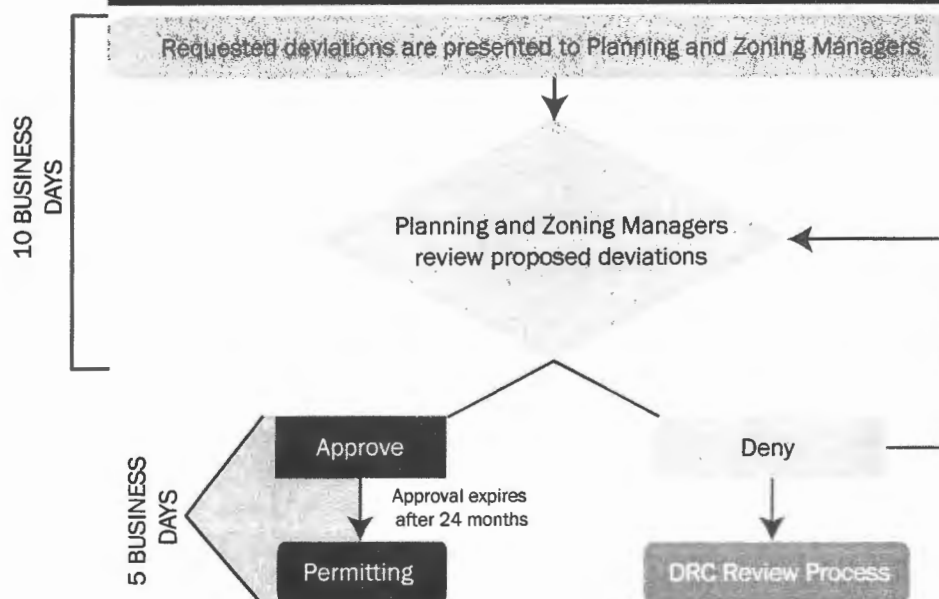 Requested deviations are presented to Planning and Zoning Managers
10 BUSINESS
DAYS
Planning and Zoning Managers
review proposed deviations
Approve
Deny
5 BUSINESS
DAYS
Approval expires
after 24 months
Permitting
DRC Review Process